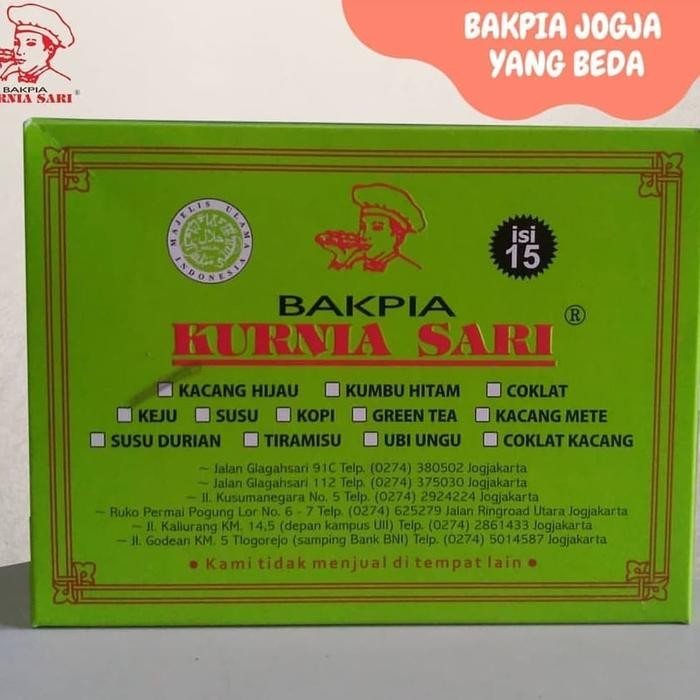 BAKPIA JOGJA
YANG BEDA
BAKPIA
RNIA SARI®
MAJELIS ULAMA INDONESIA
حلال
isi
15
BAKPIA
KURNIA SARI ®
KACANG HIJAU KUMBU HITAM COKLAT
KEJU SUSU KOPI GREEN TEA KACANG METE
SUSU DURIAN TIRAMISU UBI UNGU COKLAT KACANG
~ Jalan Glagahsari 91C Telp. (0274) 380502 Jogjakarta
~ Jalan Glagahsari 112 Telp. (0274) 375030 Jogjakarta
~ Jl. Kusumanegara No. 5 Telp. (0274) 2924224 Jogjakarta
~ Ruko Permai Pogung Lor No. 6 - 7 Telp. (0274) 625279 Jalan Ringroad Utara Jogjakarta
~ Jl. Kaliurang KM. 14,5 (depan kampus UII) Telp. (0274) 2861433 Jogjakarta
~ Jl. Godean KM. 5 Tlogorejo (samping Bank BNI) Telp. (0274) 5014587 Jogjakarta
• Kami tidak menjual di tempat lain •